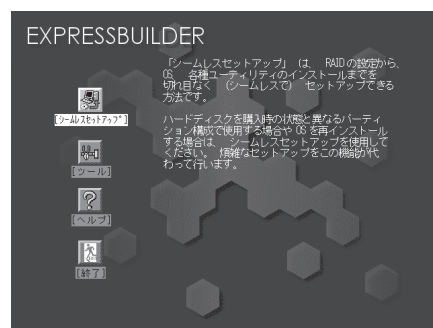 EXPRESSBUILDER
「シームレスセットアップ」 は、 RAIDの設定から、
OS、各種ユーティリティのインストールまでを
切れ目なく (シームレスで) セットアップできる
方法です。
ハードディスクを購入時の状態と異なるパーティ
ション構成で使用する場合や OS を再インストール
する場合は、 シームレスセットアップを使用して
ください。 煩雑なセットアップをこの機能が代
わって行います。
[シームレスセットアップ]
[ツール]
[ヘルプ]
[終了]